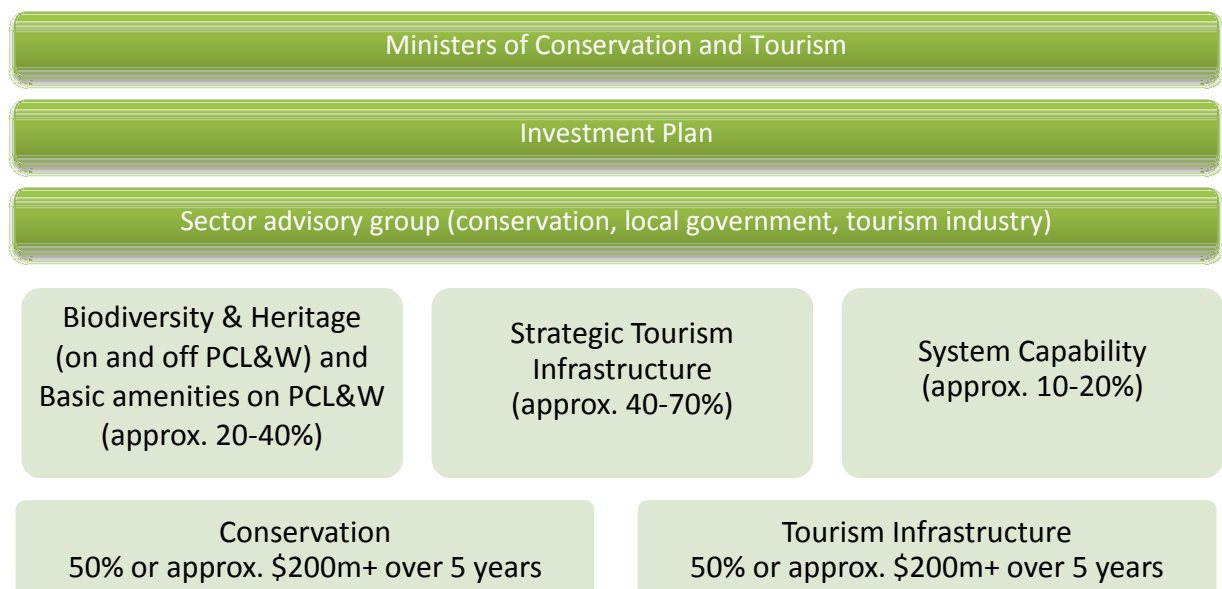 Ministers of Conservation and Tourism
Investment Plan
Sector advisory group (conservation, local government, tourism industry)
Biodiversity & Heritage
(on and off PCL&W) and
Basic amenities on PCL&W
(approx. 20-40%)
Strategic Tourism
Infrastructure
(approx. 40-70%)
System Capability
(approx. 10-20%)
Conservation
50% or approx. $200m+ over 5 years
Tourism Infrastructure
50% or approx. $200m+ over 5 years